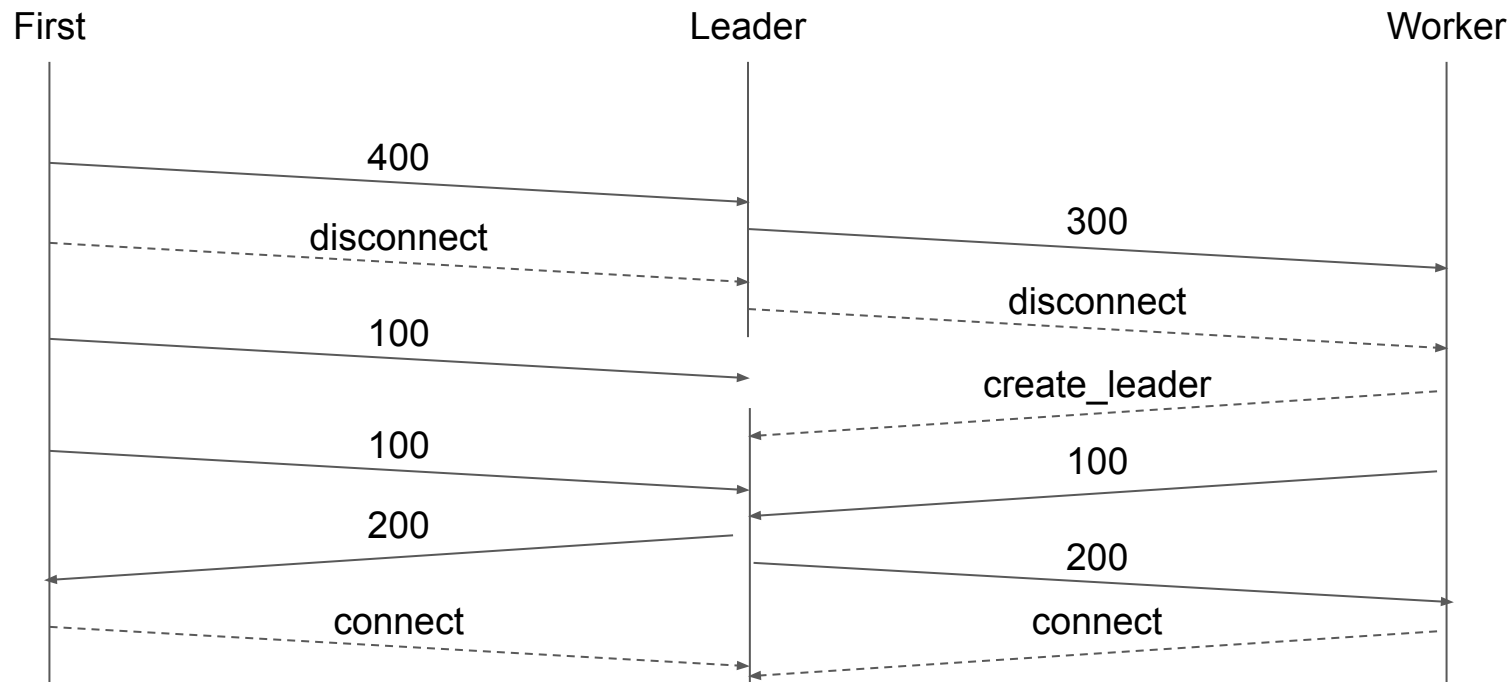 First
Leader
Worker
400
300
disconnect
disconnect
100
create_leader
100
100
200
200
connect
connect